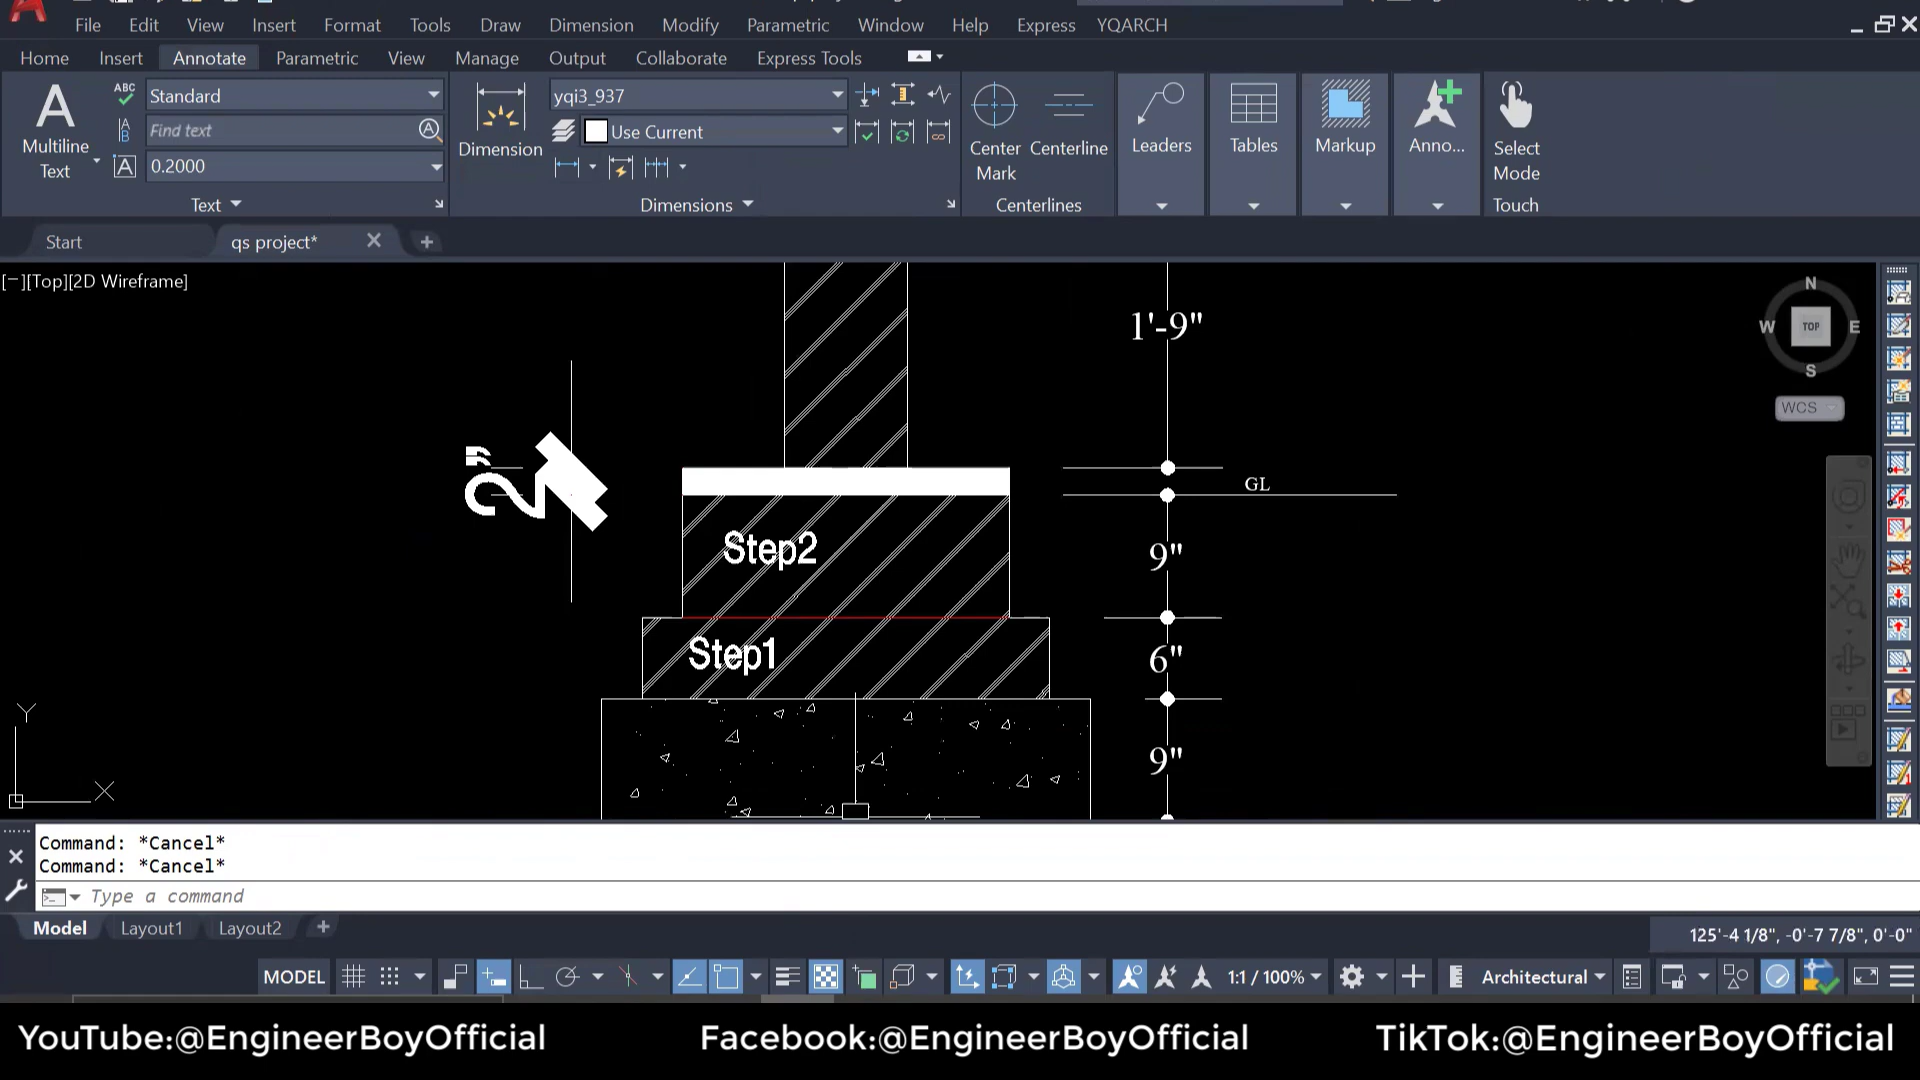 File Edit View Insert Format Tools Draw Dimension Modify Parametric Window Help Express YQARCH
Home Insert Annotate Parametric View Manage Output Collaborate Express Tools
Multiline Text
ABC
Standard
Find text
0.2000
Text
Dimension
yqi3_937
Use Current
Dimensions
Center Mark
Centerline
Centerlines
Leaders
Tables
Markup
Anno...
Select Mode
Touch
Start
qs project*
[−][Top][2D Wireframe]
N
W TOP E
S
WCS
1'-9"
2"
GL
Step2
9"
Step1
6"
9"
Y
X
Command: *Cancel*
Command: *Cancel*
Type a command
Model Layout1 Layout2
125'-4 1/8", -0'-7 7/8", 0'-0"
MODEL
1:1 / 100%
Architectural
YouTube:@EngineerBoyOfficial Facebook:@EngineerBoyOfficial TikTok:@EngineerBoyOfficial